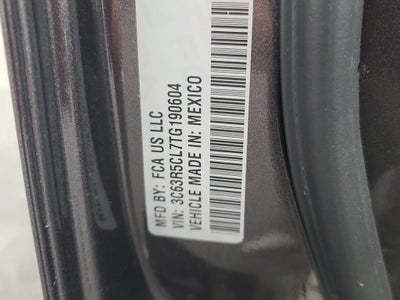 MFD BY: FCA US LLC
VIN: 3C63R5CL7TG190604
VEHICLE MADE IN: MEXICO